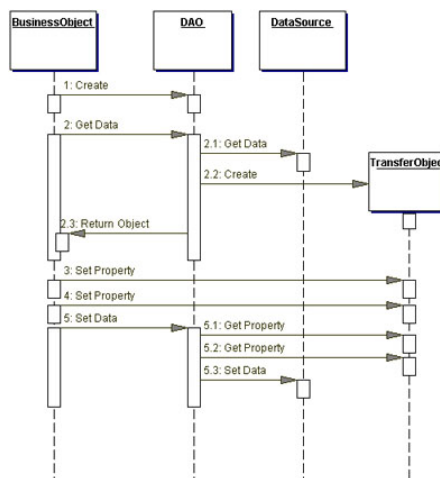 BusinessObject
DAO
DataSource
1: Create
2: Get Data
2.1: Get Data
2.2: Create
TransferObject
2.3: Return Object
3: Set Property
4: Set Property
5: Set Data
5.1: Get Property
5.2: Get Property
5.3: Set Data